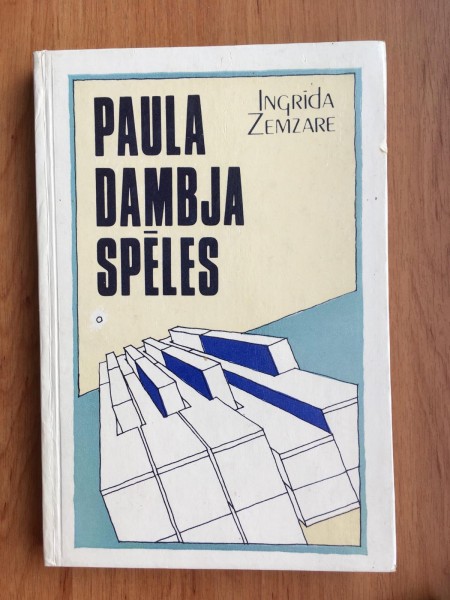 INGRĪDA
ZEMZARE
PAULA
DAMBJA
SPĒLES